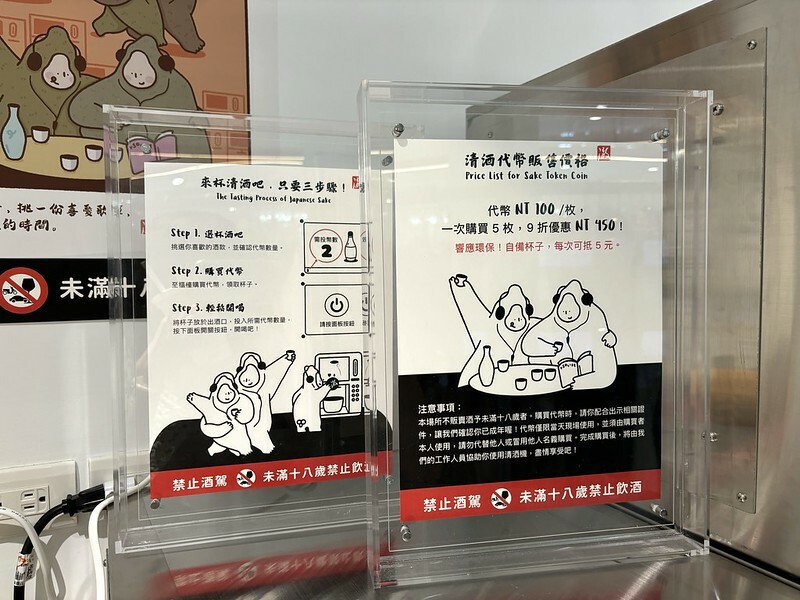 挑一份喜愛
的時間。
未滿十八
來杯清酒吧，只要三步驟！
The Tasting Process of Japanese Sake
Step 1. 選杯酒吧
挑選你喜歡的酒款，並確認代幣數量。
需投幣數
2
Step 2. 購買代幣
至櫃檯購買代幣，領取杯子。
Step 3. 輕鬆開喝
將杯子放於出酒口，投入所需代幣數量，
按下面板開關按鈕，開喝吧！
請按面板按鈕
禁止酒駕 未滿十八歲禁止飲酒
清酒代幣販售價格
Price List for Sake Token Coin
代幣 NT 100 /枚，
一次購買 5 枚，9 折優惠 NT 450！
響應環保！自備杯子，每次可抵 5 元。
注意事項：
本場所不販賣酒予未滿十八歲者。購買代幣時，請你配合出示相關證
件，讓我們確認你已成年喔！代幣僅限當天現場使用，並須由購買者
本人使用，請勿代替他人或冒用他人名義購買。完成購買後，將由我
們的工作人員協助你使用清酒機，盡情享受吧！
禁止酒駕 未滿十八歲禁止飲酒